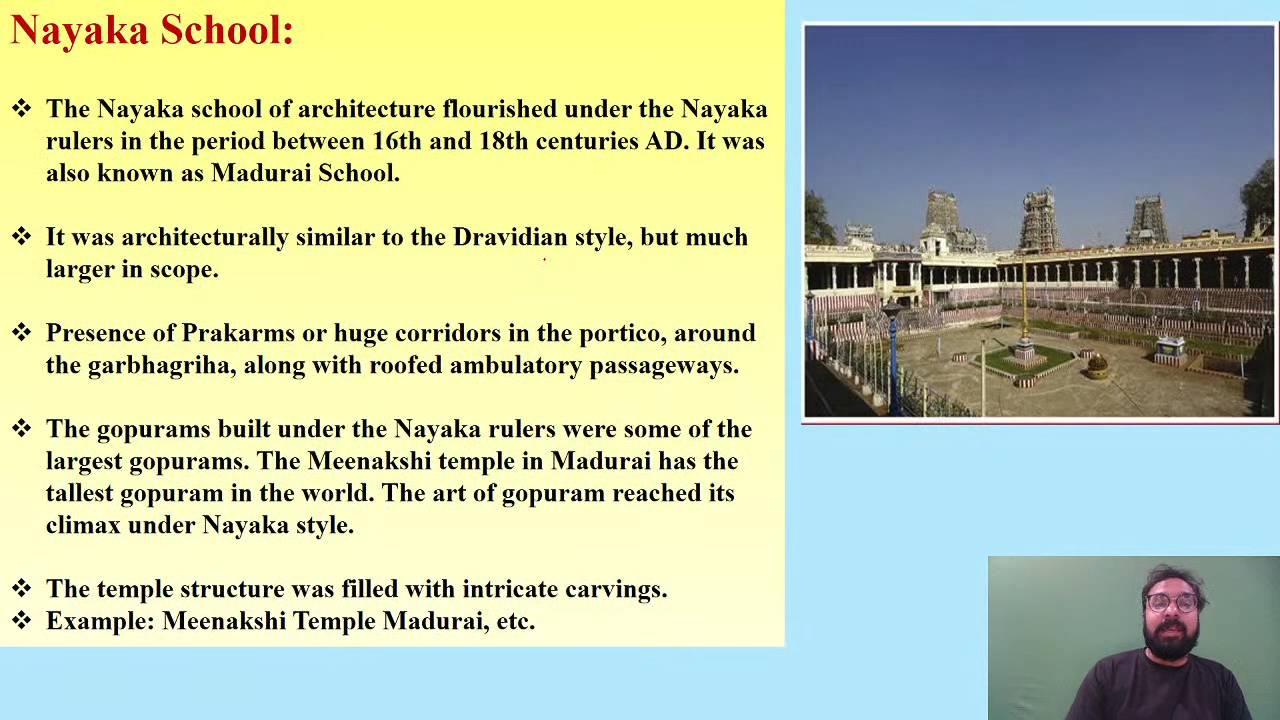 Nayaka School:
❖ The Nayaka school of architecture flourished under the Nayaka
rulers in the period between 16th and 18th centuries AD. It was
also known as Madurai School.
❖ It was architecturally similar to the Dravidian style, but much
larger in scope.
❖ Presence of Prakarms or huge corridors in the portico, around
the garbhagriha, along with roofed ambulatory passageways.
❖ The gopurams built under the Nayaka rulers were some of the
largest gopurams. The Meenakshi temple in Madurai has the
tallest gopuram in the world. The art of gopuram reached its
climax under Nayaka style.
❖ The temple structure was filled with intricate carvings.
❖ Example: Meenakshi Temple Madurai, etc.